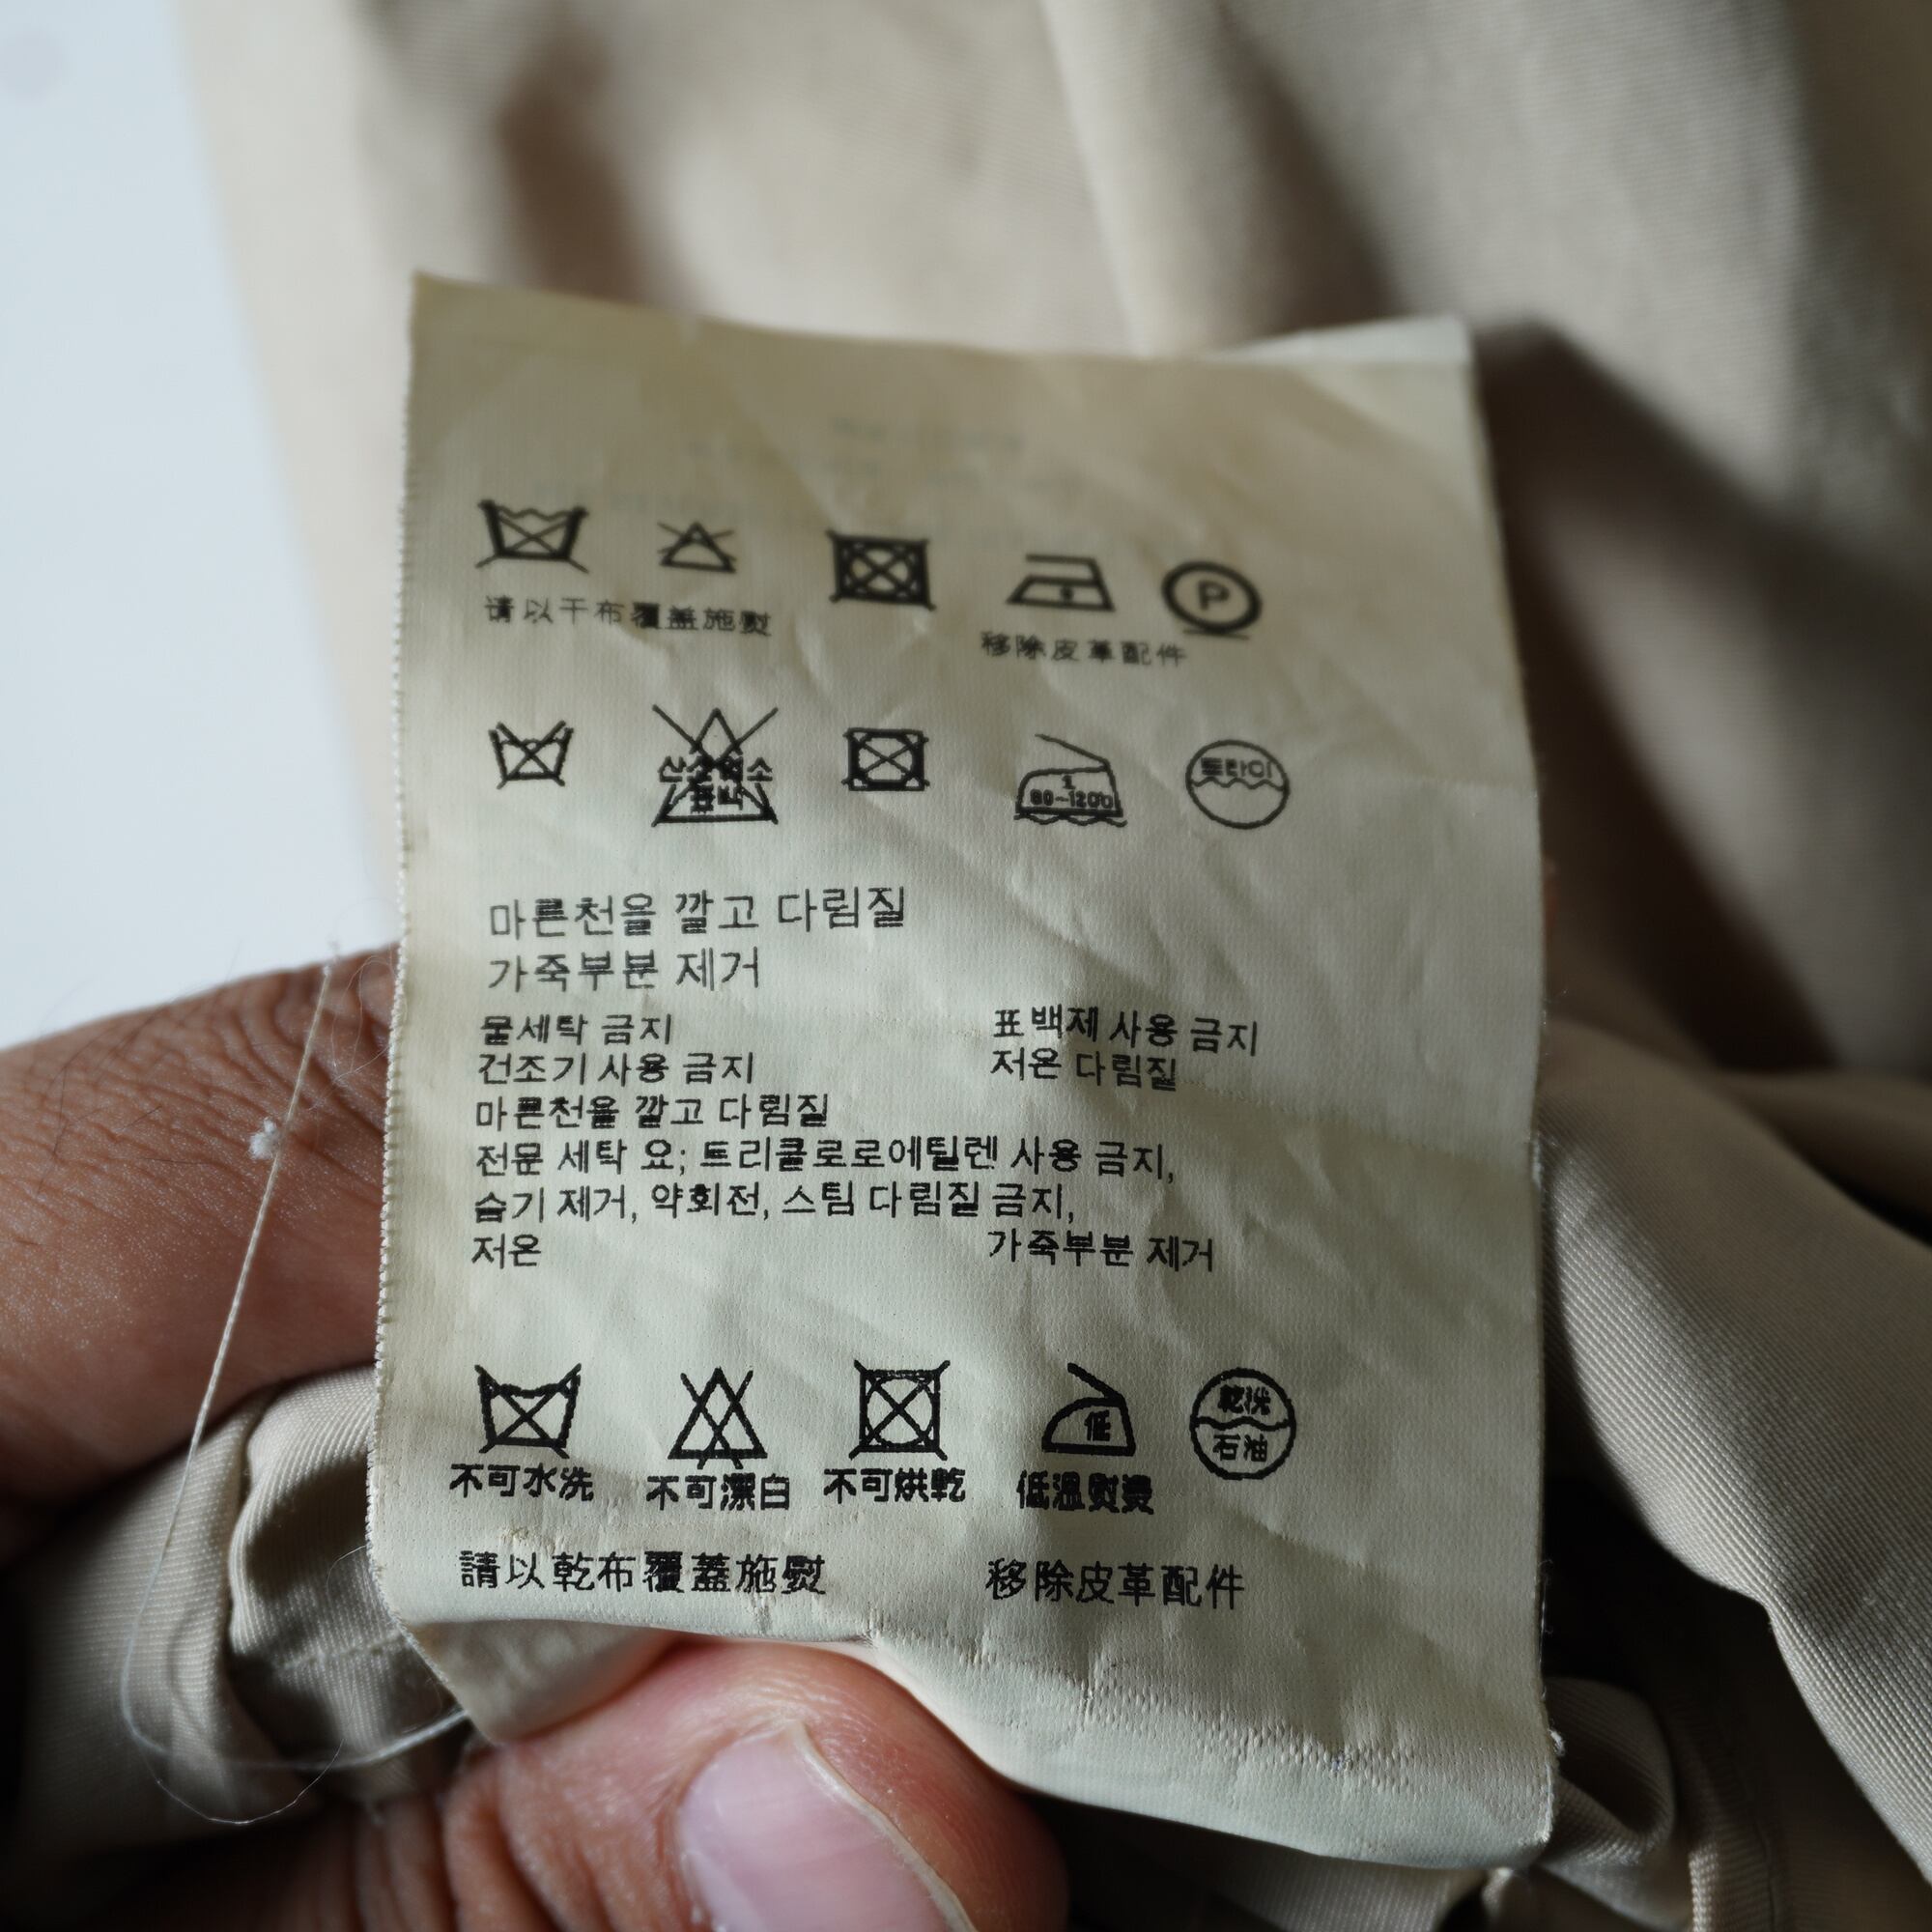 P
请以干布覆盖施熨 移除皮革配件
산소염소 표백
1 80~120℃
드라이
마른천을 깔고 다림질
가죽부분 제거
물세탁 금지 표백제 사용 금지
건조기 사용 금지 저온 다림질
마른천을 깔고 다림질
전문 세탁 요; 트리클로로에틸렌 사용 금지,
습기 제거, 약회전, 스팀 다림질 금지,
저온 가죽부분 제거
低
乾洗
石油
不可水洗 不可漂白 不可烘乾 低溫熨燙
請以乾布覆蓋施熨 移除皮革配件